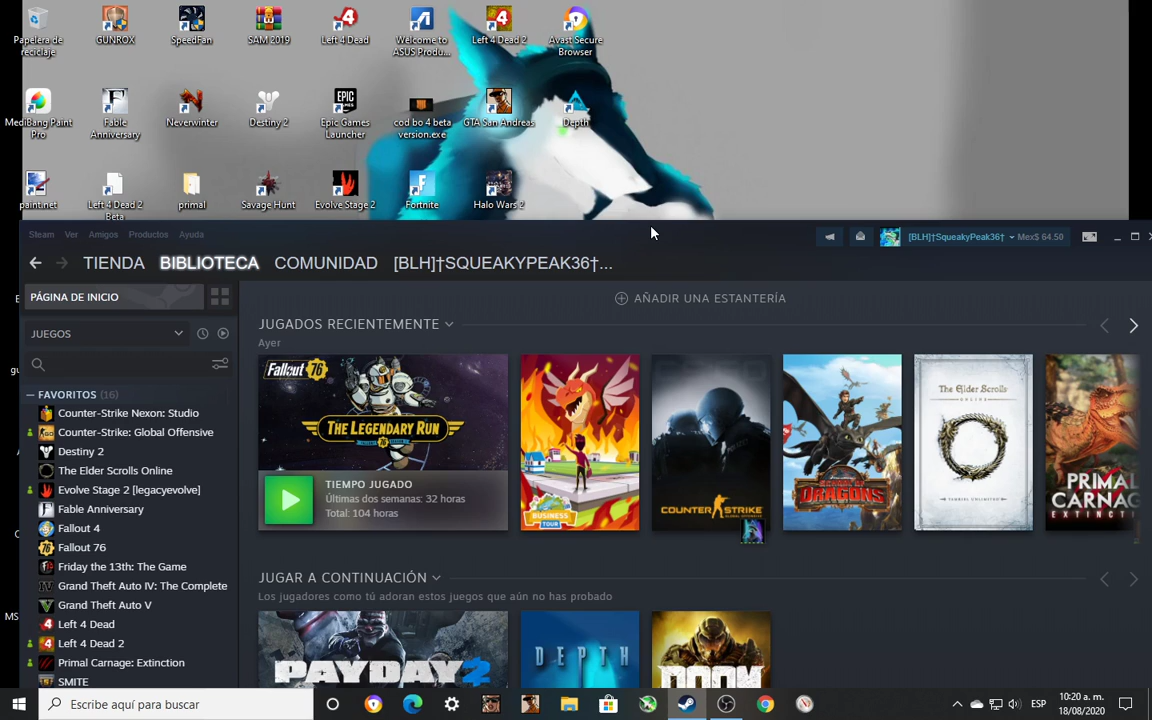 Papelera de reciclaje
GUNROX
SpeedFan
SAM 2019
Left 4 Dead
Welcome to ASUS Produ...
Left 4 Dead 2
Avast Secure Browser
MediBang Paint Pro
Fable Anniversary
Neverwinter
Destiny 2
Epic Games Launcher
cod bo 4 beta version.exe
GTA San Andreas
Depth
paint.net
Left 4 Dead 2 Beta
primal
Savage Hunt
Evolve Stage 2
Fortnite
Halo Wars 2
Steam Ver Amigos Productos Ayuda
[BLH]†SqueakyPeak36† Mex$ 64.50
TIENDA BIBLIOTECA COMUNIDAD [BLH]†SQUEAKYPEAK36†...
PÁGINA DE INICIO
AÑADIR UNA ESTANTERÍA
JUEGOS
JUGADOS RECIENTEMENTE
Ayer
FAVORITOS (16)
Counter-Strike Nexon: Studio
Counter-Strike: Global Offensive
Destiny 2
The Elder Scrolls Online
Evolve Stage 2 [legacyevolve]
Fable Anniversary
Fallout 4
Fallout 76
Friday the 13th: The Game
Grand Theft Auto IV: The Complete
Grand Theft Auto V
Left 4 Dead
Left 4 Dead 2
Primal Carnage: Extinction
SMITE
Fallout 76
THE LEGENDARY RUN
TIEMPO JUGADO
Últimas dos semanas: 32 horas
Total: 104 horas
BUSINESS TOUR
COUNTER STRIKE
SCHOOL OF DRAGONS
The Elder Scrolls
ONLINE
TAMRIEL UNLIMITED
PRIMAL
CARNAG
JUGAR A CONTINUACIÓN
Los jugadores como tú adoran estos juegos que aún no has probado
PAYDAY 2
DEPTH
DOOM
Escribe aquí para buscar
ESP
10:20 a. m.
18/08/2020